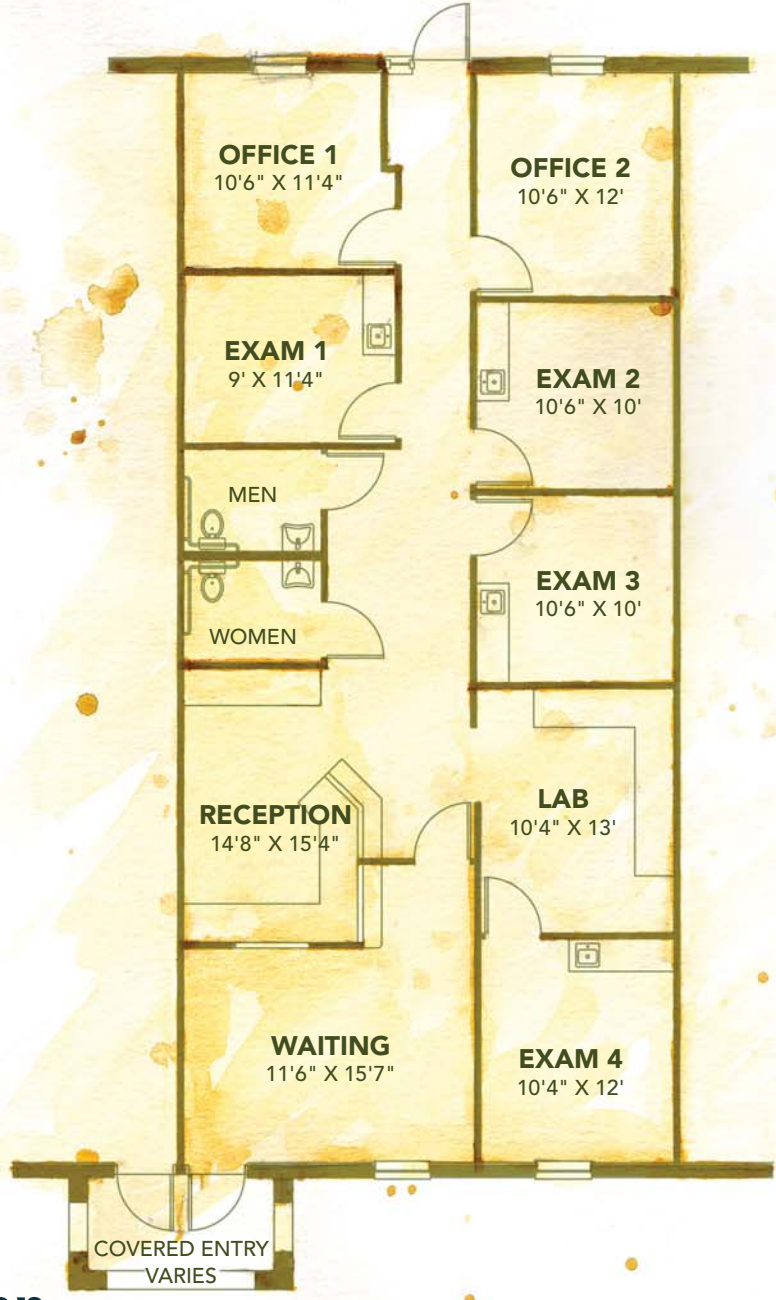 OFFICE 1
10'6" X 11'4"
OFFICE 2
10'6" X 12'
EXAM 1
9' X 11'4"
EXAM 2
10'6" X 10'
MEN
EXAM 3
10'6" X 10'
WOMEN
RECEPTION
14'8" X 15'4"
LAB
10'4" X 13'
WAITING
11'6" X 15'7"
EXAM 4
10'4" X 12'
COVERED ENTRY
VARIES